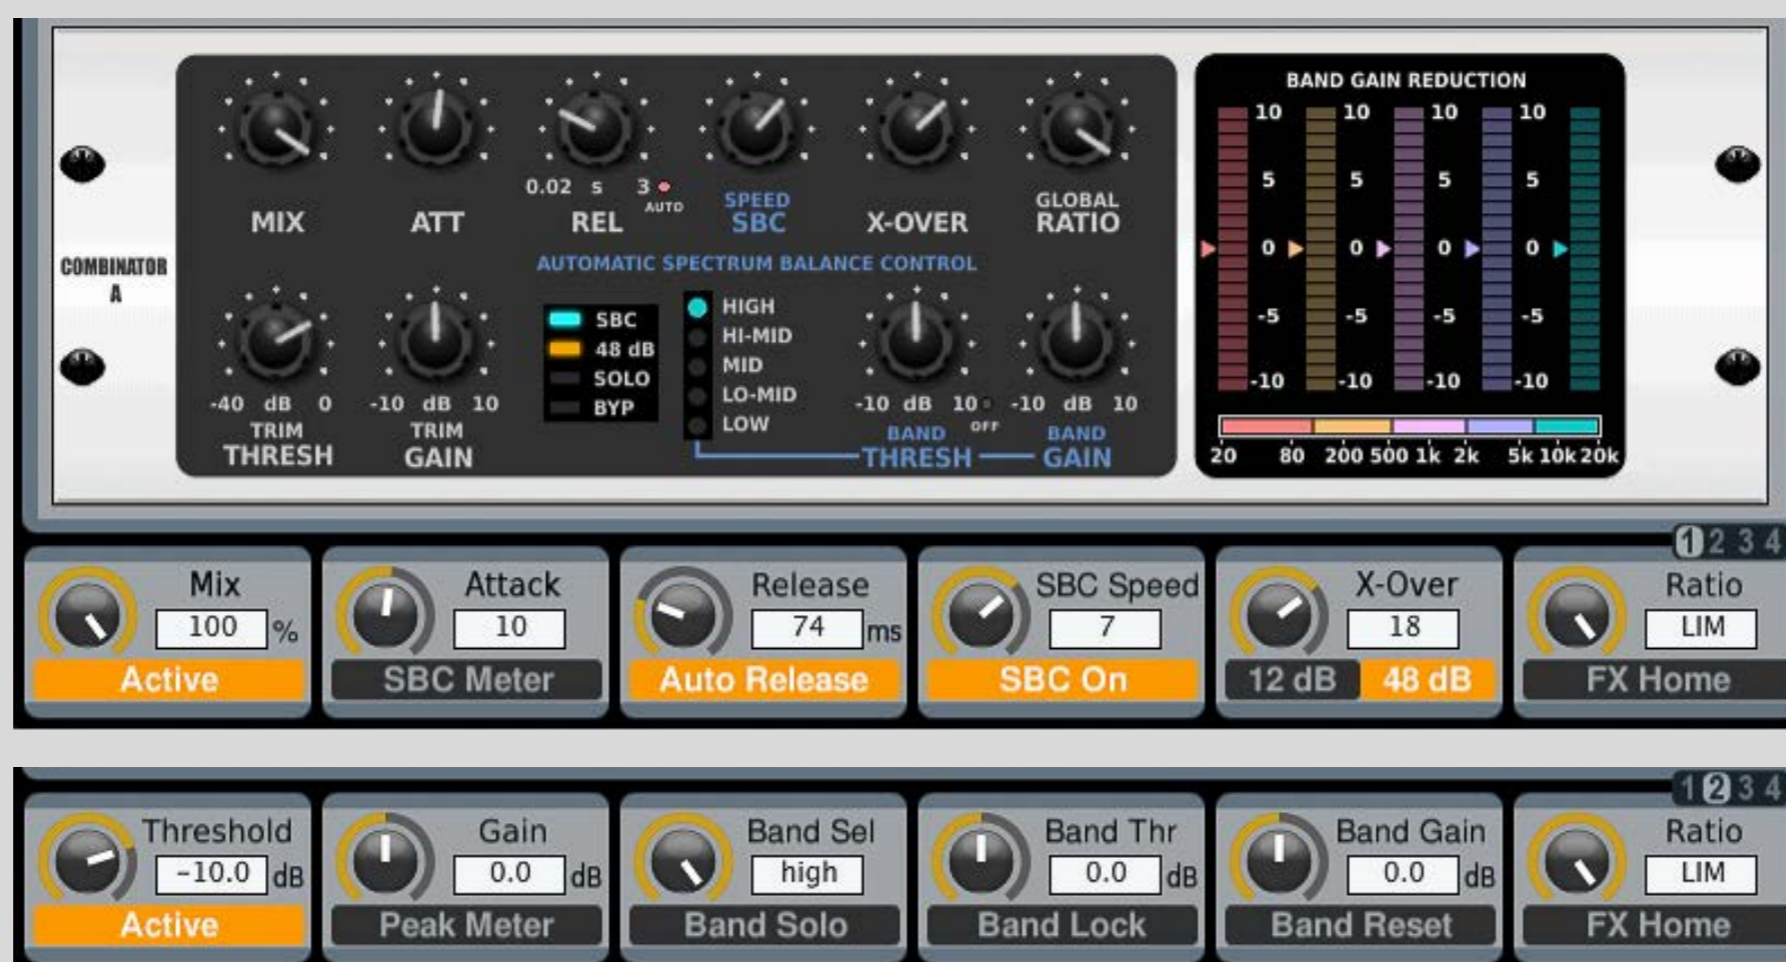 COMBINATOR
A
MIX
ATT
0.02 s 3
AUTO
REL
SPEED
SBC
X-OVER
GLOBAL
RATIO
AUTOMATIC SPECTRUM BALANCE CONTROL
-40 dB 0
TRIM
THRESH
-10 dB 10
TRIM
GAIN
SBC
48 dB
SOLO
BYP
HIGH
HI-MID
MID
LO-MID
LOW
-10 dB 10
OFF
BAND
THRESH
-10 dB 10
BAND
GAIN
BAND GAIN REDUCTION
10 10 10 10
5 5 5 5
0 0 0 0
-5 -5 -5 -5
-10 -10 -10 -10
20 80 200 500 1k 2k 5k 10k 20k
1 2 3 4
Mix
100 %
Active
Attack
10
SBC Meter
Release
74 ms
Auto Release
SBC Speed
7
SBC On
X-Over
18
12 dB 48 dB
Ratio
LIM
FX Home
1 2 3 4
Threshold
-10.0 dB
Active
Gain
0.0 dB
Peak Meter
Band Sel
high
Band Solo
Band Thr
0.0 dB
Band Lock
Band Gain
0.0 dB
Band Reset
Ratio
LIM
FX Home